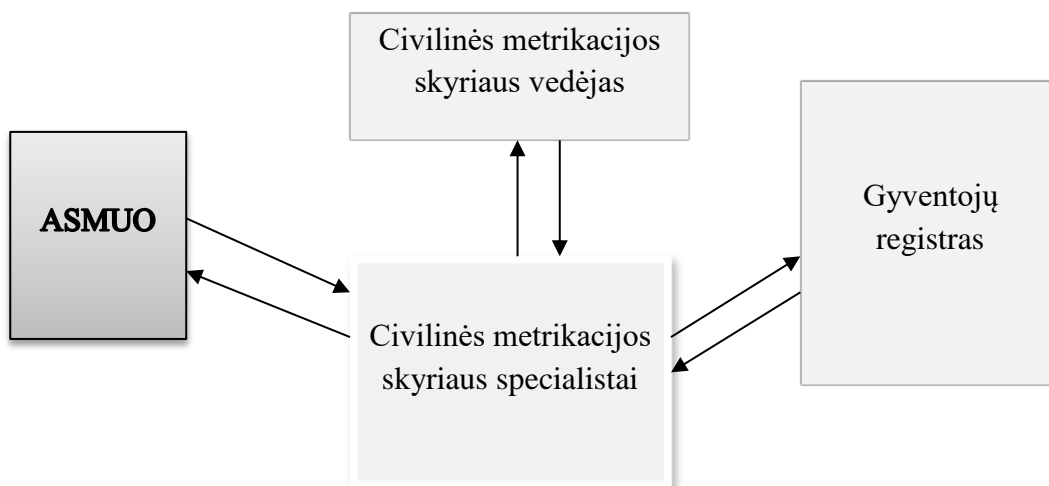 Civilinės metrikacijos
skyriaus vedėjas
ASMUO
Gyventojų
registras
Civilinės metrikacijos
skyriaus specialistai